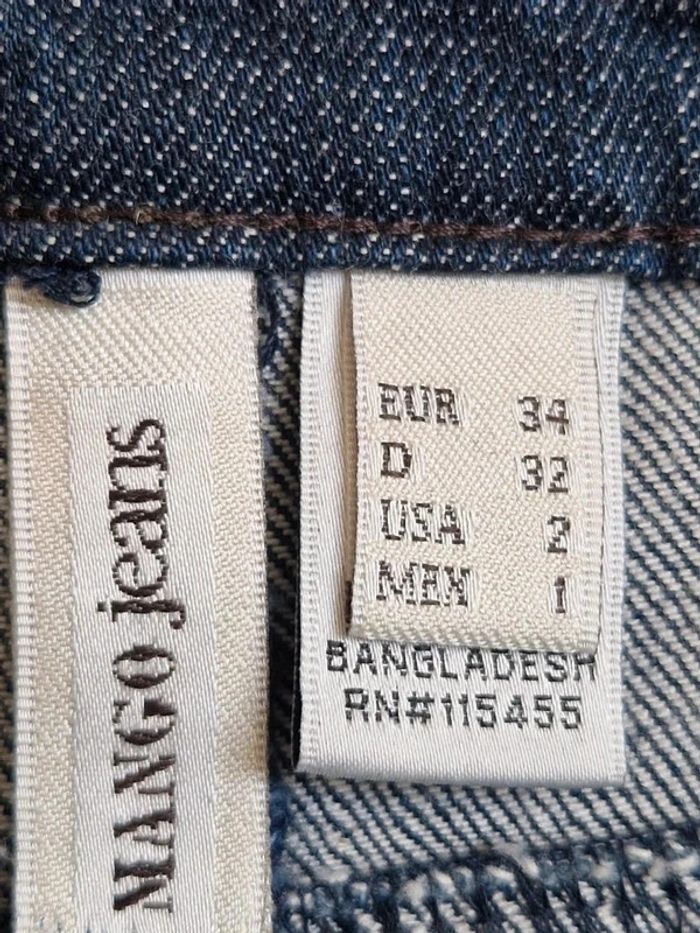 MANGO jeans
EUR 34
D 32
USA 2
MEX 1
BANGLADESH
RN#115455